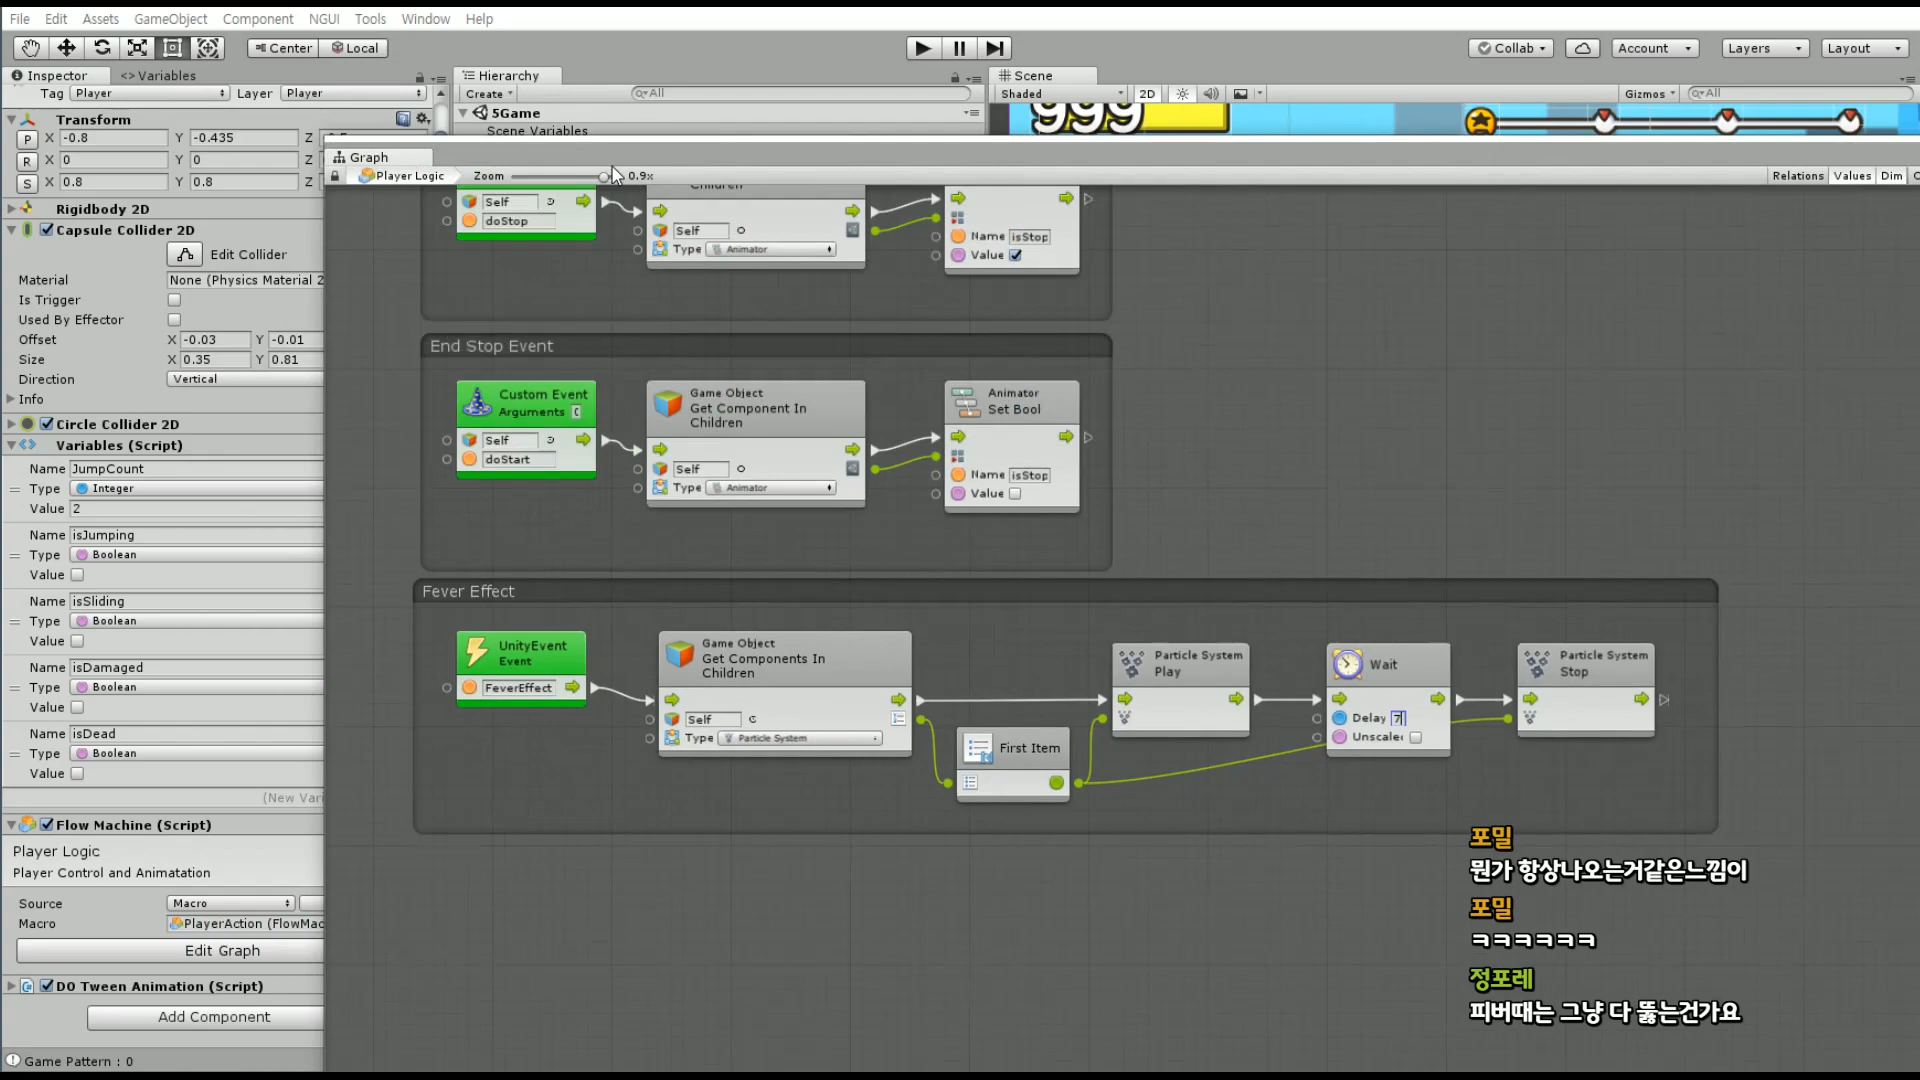 File Edit Assets GameObject Component NGUI Tools Window Help
Center Local Collab Account Layers Layout
Inspector <> Variables
Tag Player Layer Player
Transform
P X -0.8 Y -0.435 Z
R X 0 Y 0 Z
S X 0.8 Y 0.8 Z
Rigidbody 2D
Capsule Collider 2D
Edit Collider
Material None (Physics Material 2
Is Trigger
Used By Effector
Offset X -0.03 Y -0.01
Size X 0.35 Y 0.81
Direction Vertical
Info
Circle Collider 2D
Variables (Script)
Name JumpCount
Type Integer
Value 2
Name isJumping
Type Boolean
Value
Name isSliding
Type Boolean
Value
Name isDamaged
Type Boolean
Value
Name isDead
Type Boolean
Value
(New Vari
Flow Machine (Script)
Player Logic
Player Control and Animatation
Source Macro
Macro PlayerAction (FlowMac
Edit Graph
DO Tween Animation (Script)
Add Component
Game Pattern : 0
Hierarchy
Create All
5Game
Scene Variables
Scene
Shaded 2D Gizmos All
999
Graph
Player Logic Zoom 0.9x Relations Values Dim
Self
doStop
Children
Self
Type Animator
Name isStop
Value
End Stop Event
Custom Event
Arguments 0
Self
doStart
Game Object
Get Component In
Children
Self
Type Animator
Animator
Set Bool
Name isStop
Value
Fever Effect
UnityEvent
Event
FeverEffect
Game Object
Get Components In
Children
Self
Type Particle System
First Item
Particle System
Play
Wait
Delay 7
Unscale
Particle System
Stop
포밀
뭔가 항상나오는거같은느낌이
포밀
ㅋㅋㅋㅋㅋㅋ
정포레
피버때는 그냥 다 뚫는건가요